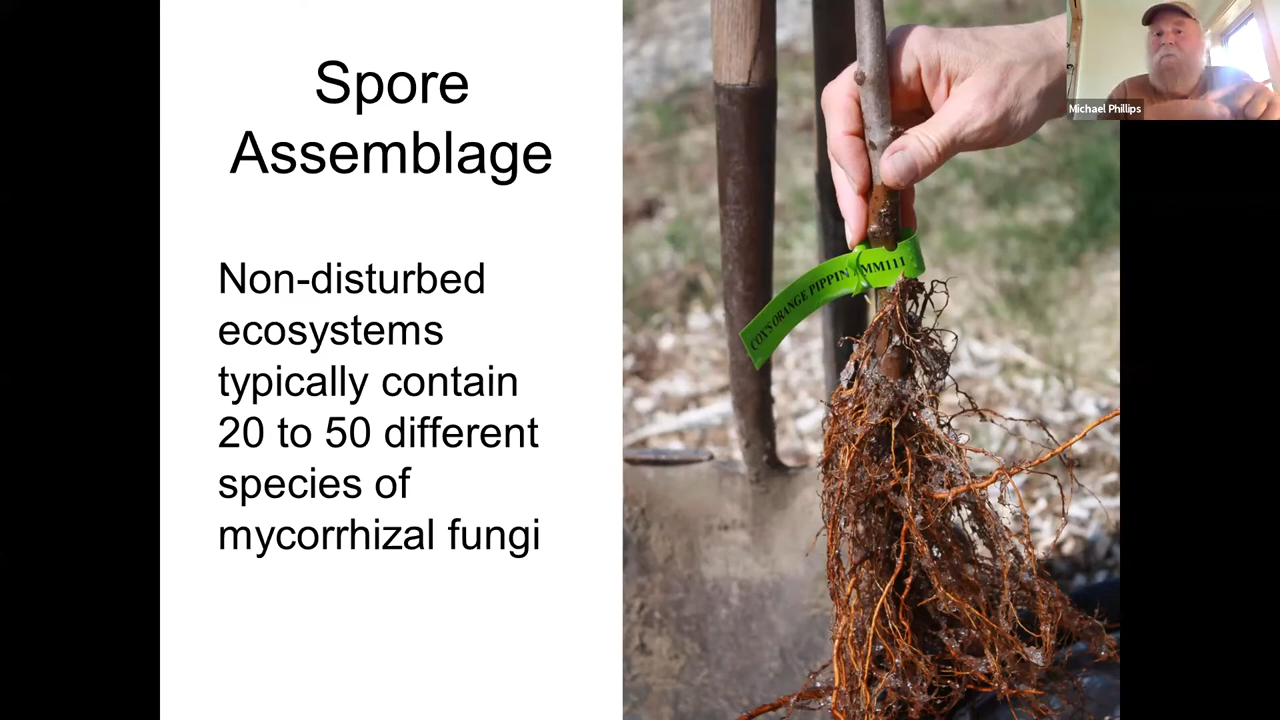 Spore
Assemblage
Non-disturbed
ecosystems
typically contain
20 to 50 different
species of
mycorrhizal fungi
COX'S ORANGE PIPPIN / MM111
Michael Phillips